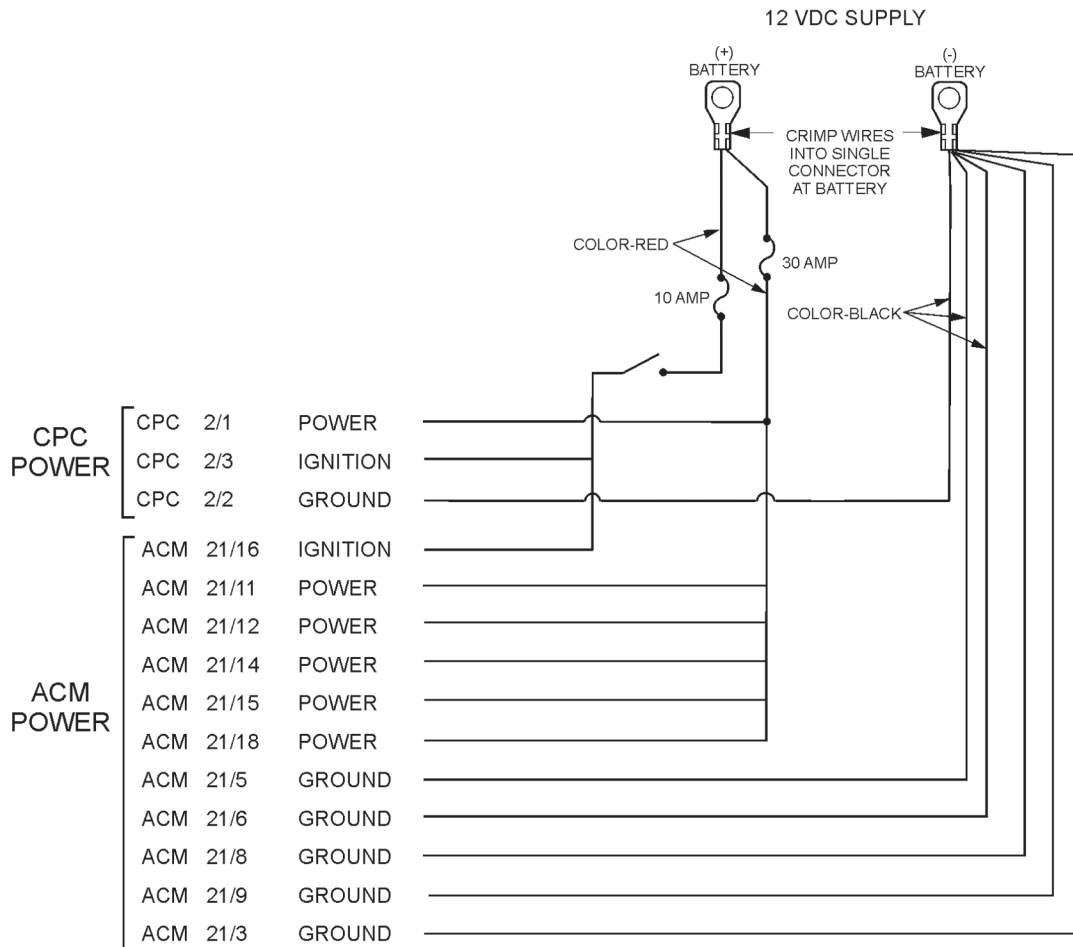 12 VDC SUPPLY
(+)
BATTERY
(-)
BATTERY
CRIMP WIRES
INTO SINGLE
CONNECTOR
AT BATTERY
COLOR-RED
30 AMP
10 AMP
COLOR-BLACK
CPC
POWER
CPC 2/1 POWER
CPC 2/3 IGNITION
CPC 2/2 GROUND
ACM
POWER
ACM 21/16 IGNITION
ACM 21/11 POWER
ACM 21/12 POWER
ACM 21/14 POWER
ACM 21/15 POWER
ACM 21/18 POWER
ACM 21/5 GROUND
ACM 21/6 GROUND
ACM 21/8 GROUND
ACM 21/9 GROUND
ACM 21/3 GROUND